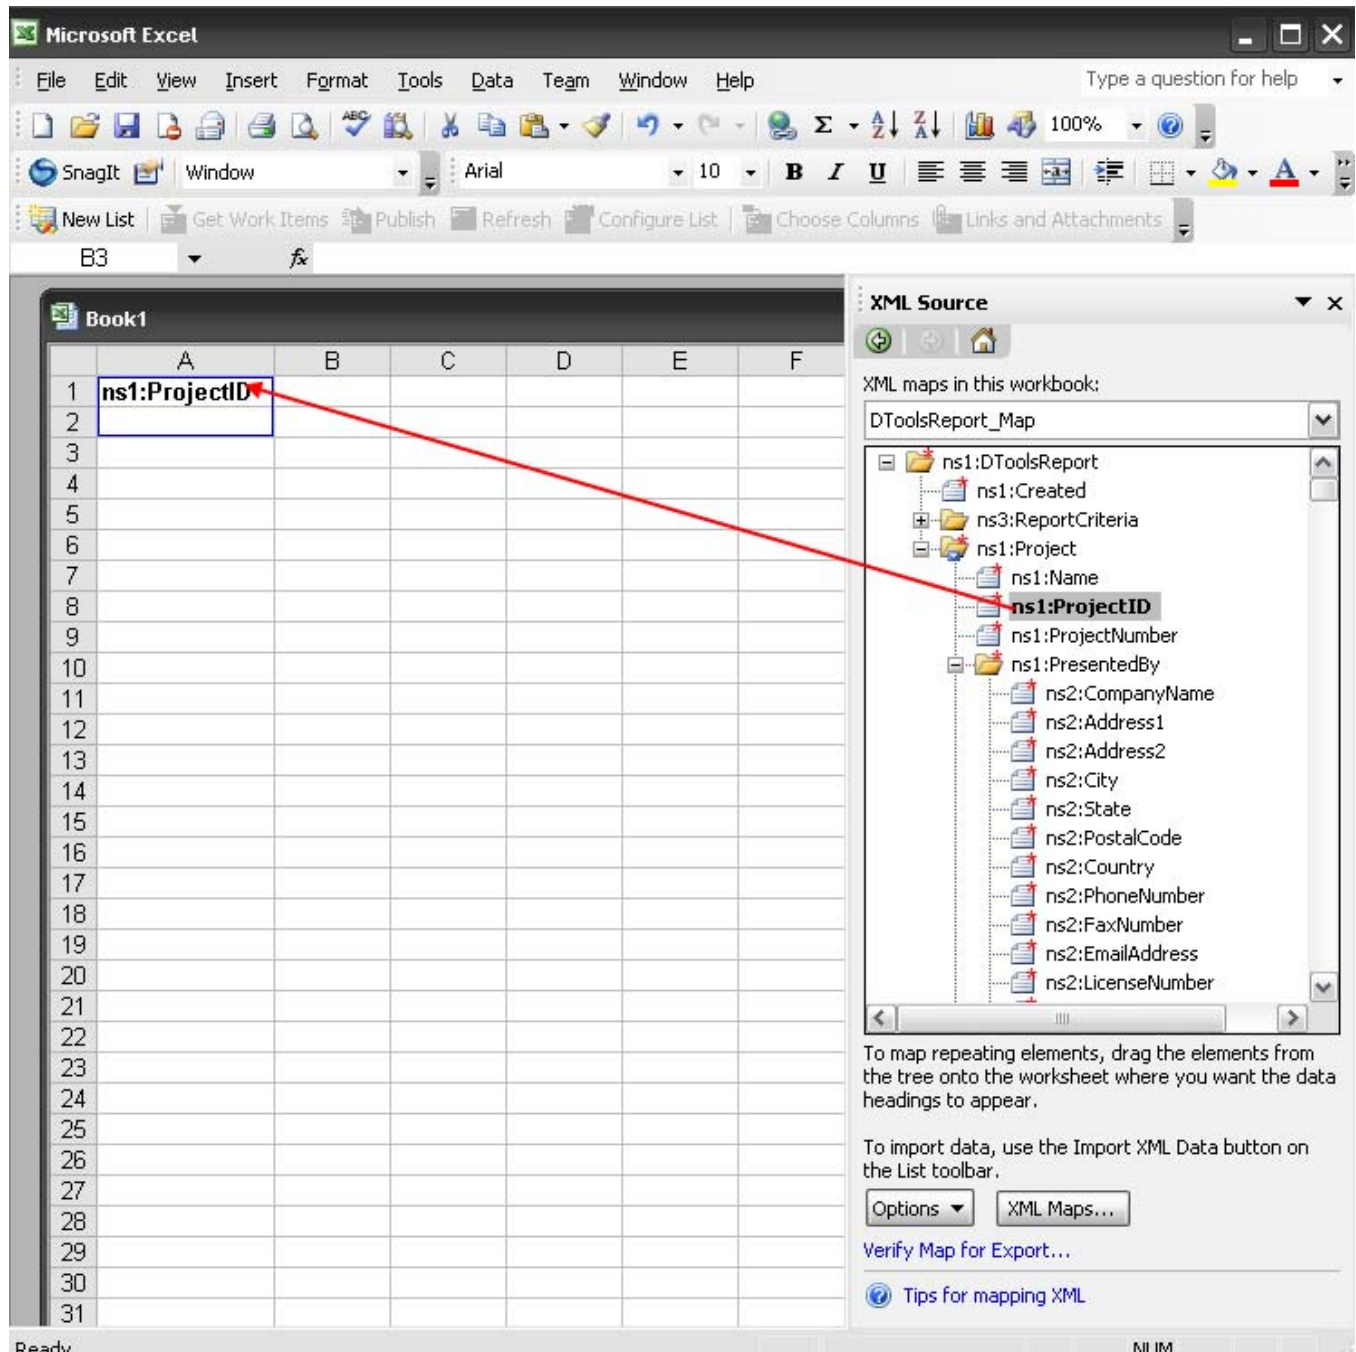 Microsoft Excel
File Edit View Insert Format Tools Data Team Window Help Type a question for help
ABC Σ A Z Z A 100%
SnagIt Window Arial 10 B I U A
New List Get Work Items Publish Refresh Configure List Choose Columns Links and Attachments
B3 fx
Book1
A B C D E F
1 ns1:ProjectID
2
3
4
5
6
7
8
9
10
11
12
13
14
15
16
17
18
19
20
21
22
23
24
25
26
27
28
29
30
31
XML Source
XML maps in this workbook:
DToolsReport_Map
ns1:DToolsReport
ns1:Created
ns3:ReportCriteria
ns1:Project
ns1:Name
ns1:ProjectID
ns1:ProjectNumber
ns1:PresentedBy
ns2:CompanyName
ns2:Address1
ns2:Address2
ns2:City
ns2:State
ns2:PostalCode
ns2:Country
ns2:PhoneNumber
ns2:FaxNumber
ns2:EmailAddress
ns2:LicenseNumber
To map repeating elements, drag the elements from
the tree onto the worksheet where you want the data
headings to appear.
To import data, use the Import XML Data button on
the List toolbar.
Options XML Maps...
Verify Map for Export...
Tips for mapping XML
Ready NUM